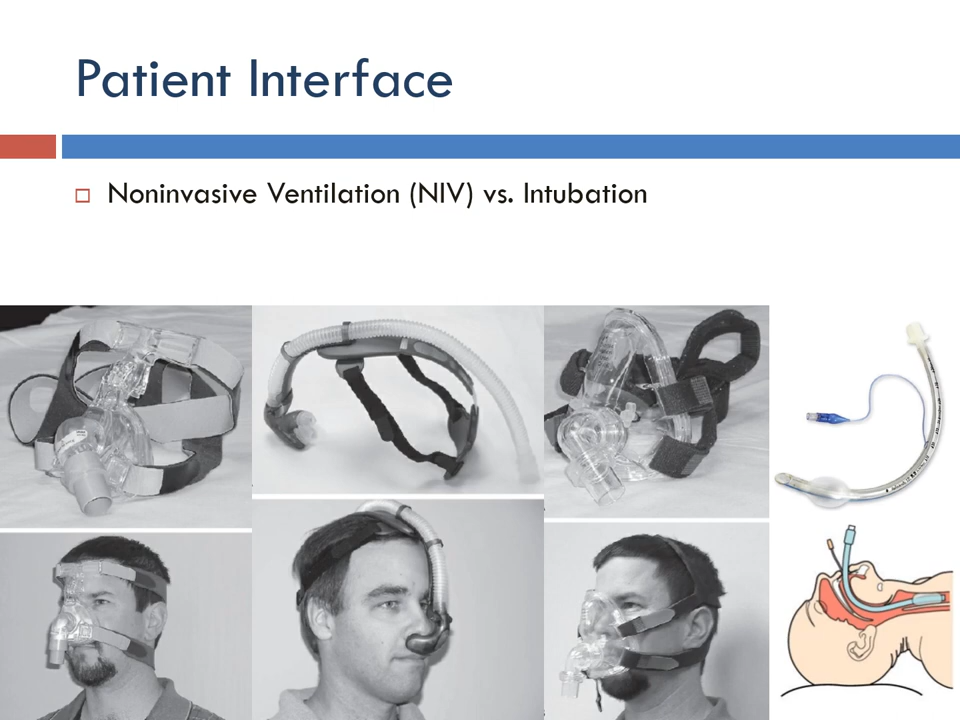 Patient Interface
Noninvasive Ventilation (NIV) vs. Intubation